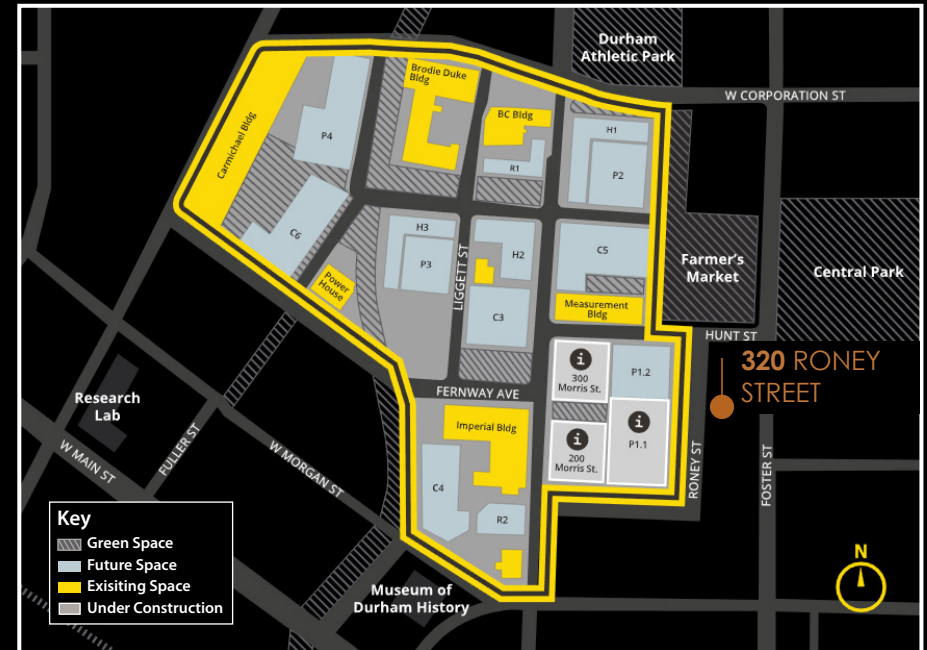 Durham
Athletic Park
W CORPORATION ST
Carmichael Bldg
P4
Brodie Duke
Bldg
BC Bldg
R1
H1
P2
C6
H3
P3
LIGGETT ST
H2
C5
Farmer's
Market
Central Park
Power
House
C3
Measurement
Bldg
HUNT ST
i
300
Morris St.
P1.2
320 RONEY
STREET
FERNWAY AVE
Research
Lab
Imperial Bldg
i
200
Morris St.
i
P1.1
W MAIN ST
FULLER ST
W MORGAN ST
C4
R2
RONEY ST
FOSTER ST
Key
Green Space
Future Space
Exisiting Space
Under Construction
Museum of
Durham History
N